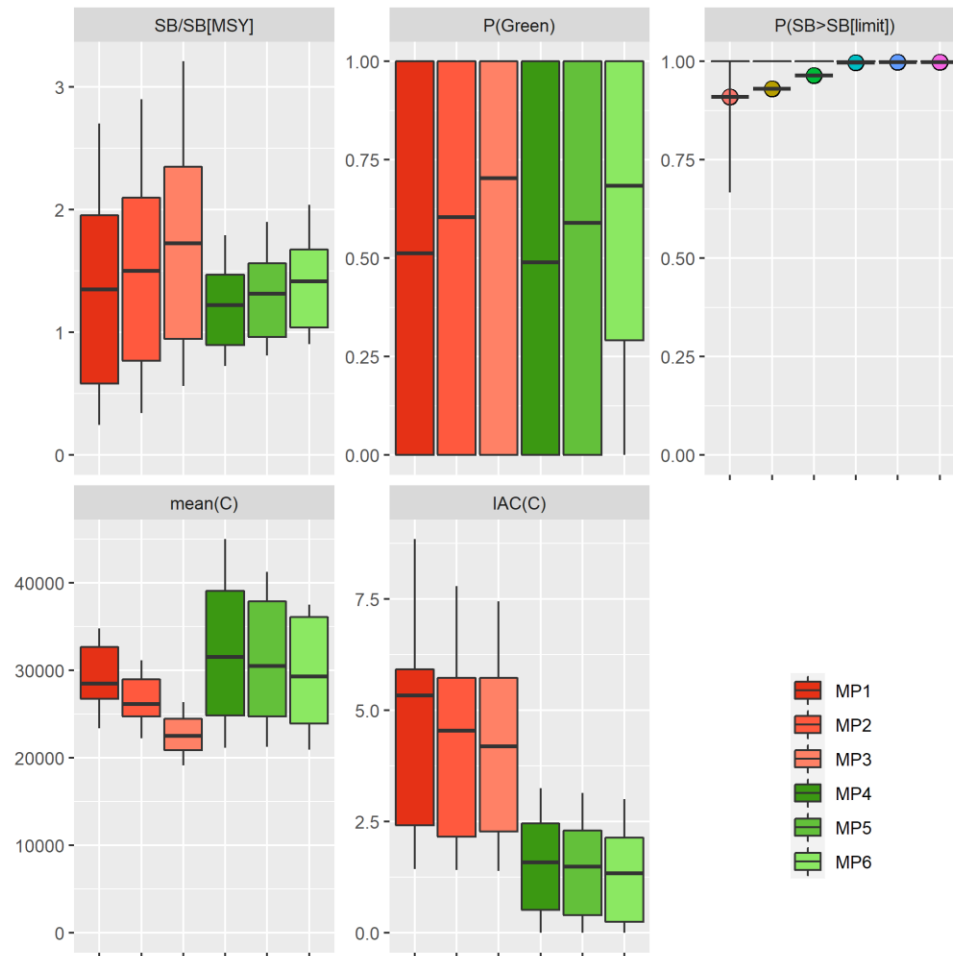 SB/SB[MSY]
P(Green)
P(SB>SB[limit])
3
2
1
0
1.00
0.75
0.50
0.25
0.00
1.00
0.75
0.50
0.25
0.00
mean(C)
IAC(C)
40000
30000
20000
10000
0
7.5
5.0
2.5
0.0
MP1
MP2
MP3
MP4
MP5
MP6